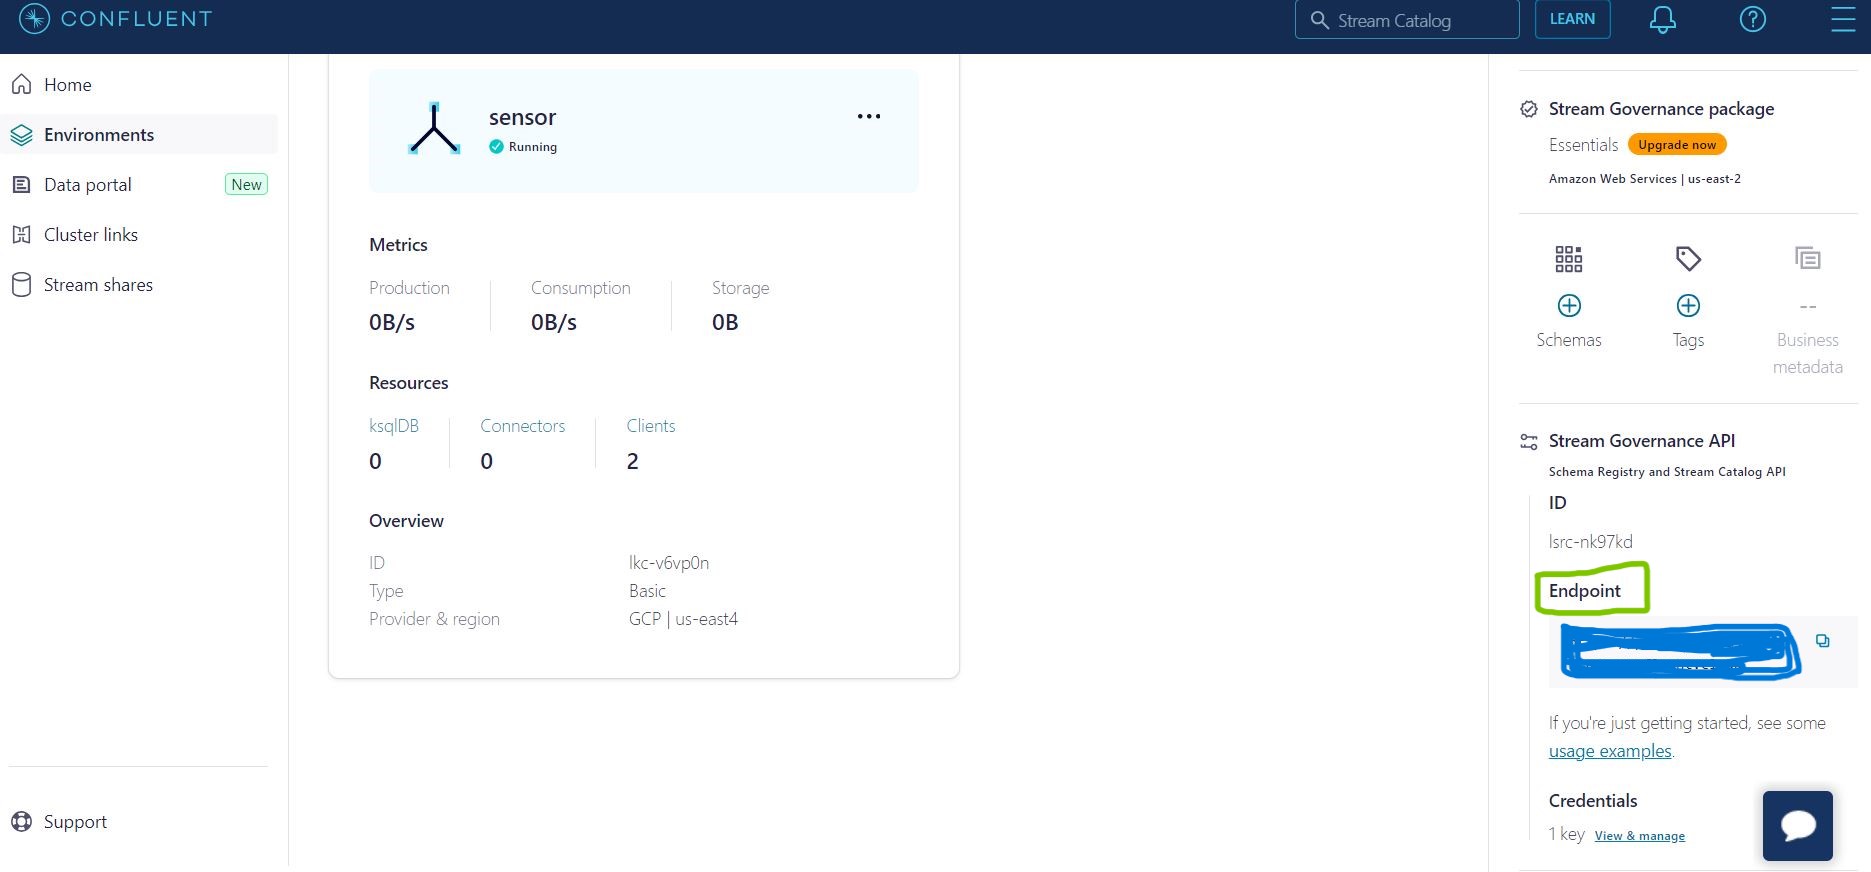 CONFLUENT
Stream Catalog
LEARN
Home
Environments
Data portal
New
Cluster links
Stream shares
Support
sensor
Running
Metrics
Production
Consumption
Storage
0B/s
0B/s
0B
Resources
ksqlDB
Connectors
Clients
0
0
2
Overview
ID lkc-v6vp0n
Type Basic
Provider & region GCP | us-east4
Stream Governance package
Essentials Upgrade now
Amazon Web Services | us-east-2
--
Schemas
Tags
Business
metadata
Stream Governance API
Schema Registry and Stream Catalog API
ID
lsrc-nk97kd
Endpoint
If you're just getting started, see some
usage examples.
Credentials
1 key View & manage